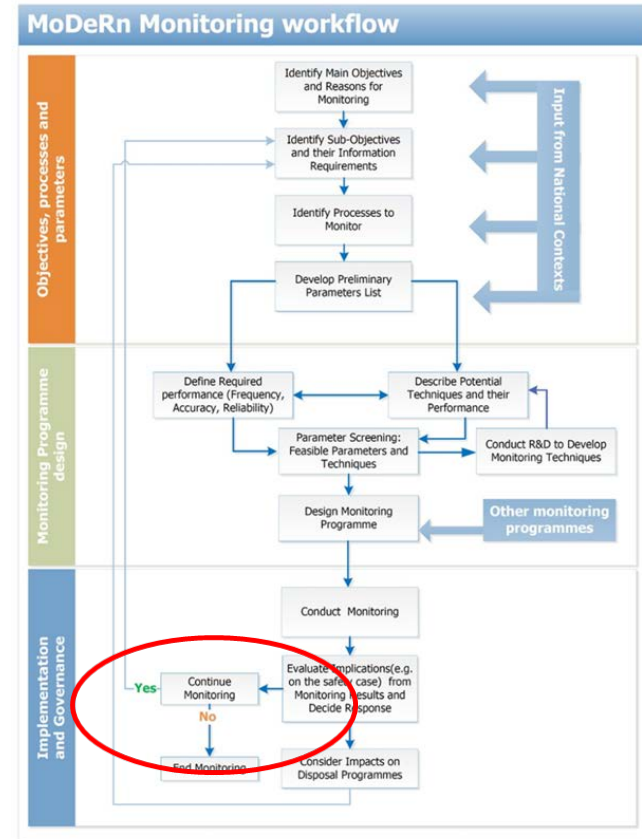 MoDeRn Monitoring workflow
Objectives, processes and
parameters
Identify Main Objectives
and Reasons for
Monitoring
Identify Sub-Objectives
and their Information
Requirements
Identify Processes to
Monitor
Develop Preliminary
Parameters List
Input from National Contexts
Monitoring Programme
design
Define Required
performance (Frequency,
Accuracy, Reliability)
Describe Potential
Techniques and their
Performance
Parameter Screening:
Feasible Parameters and
Techniques
Conduct R&D to Develop
Monitoring Techniques
Design Monitoring
Programme
Other monitoring
programmes
Implementation
and Governance
Conduct Monitoring
Evaluate Implications(e.g.
on the safety case) from
Monitoring Results and
Decide Response
Continue
Monitoring
Yes
No
End Monitoring
Consider Impacts on
Disposal Programmes